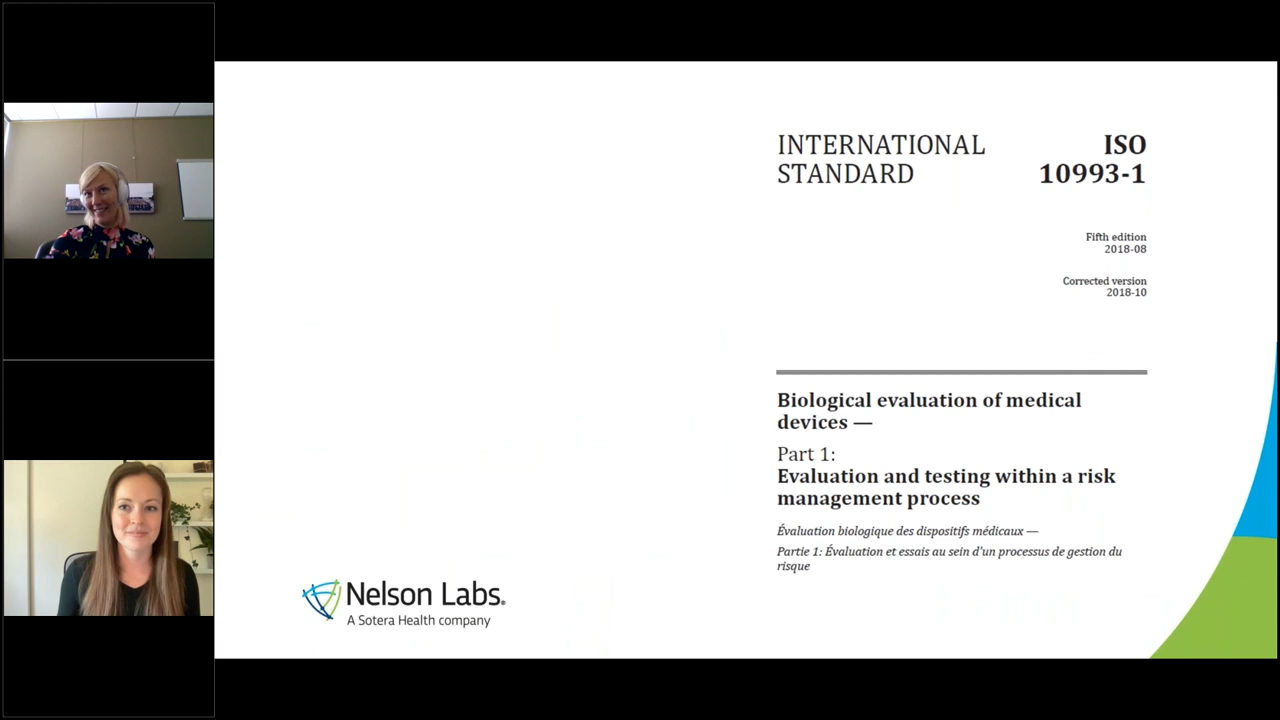 INTERNATIONAL STANDARD
ISO 10993-1
Fifth edition
2018-08
Corrected version
2018-10
Biological evaluation of medical
devices —
Part 1:
Evaluation and testing within a risk
management process
Évaluation biologique des dispositifs médicaux —
Partie 1: Évaluation et essais au sein d'un processus de gestion du
risque
Nelson Labs®
A Sotera Health company